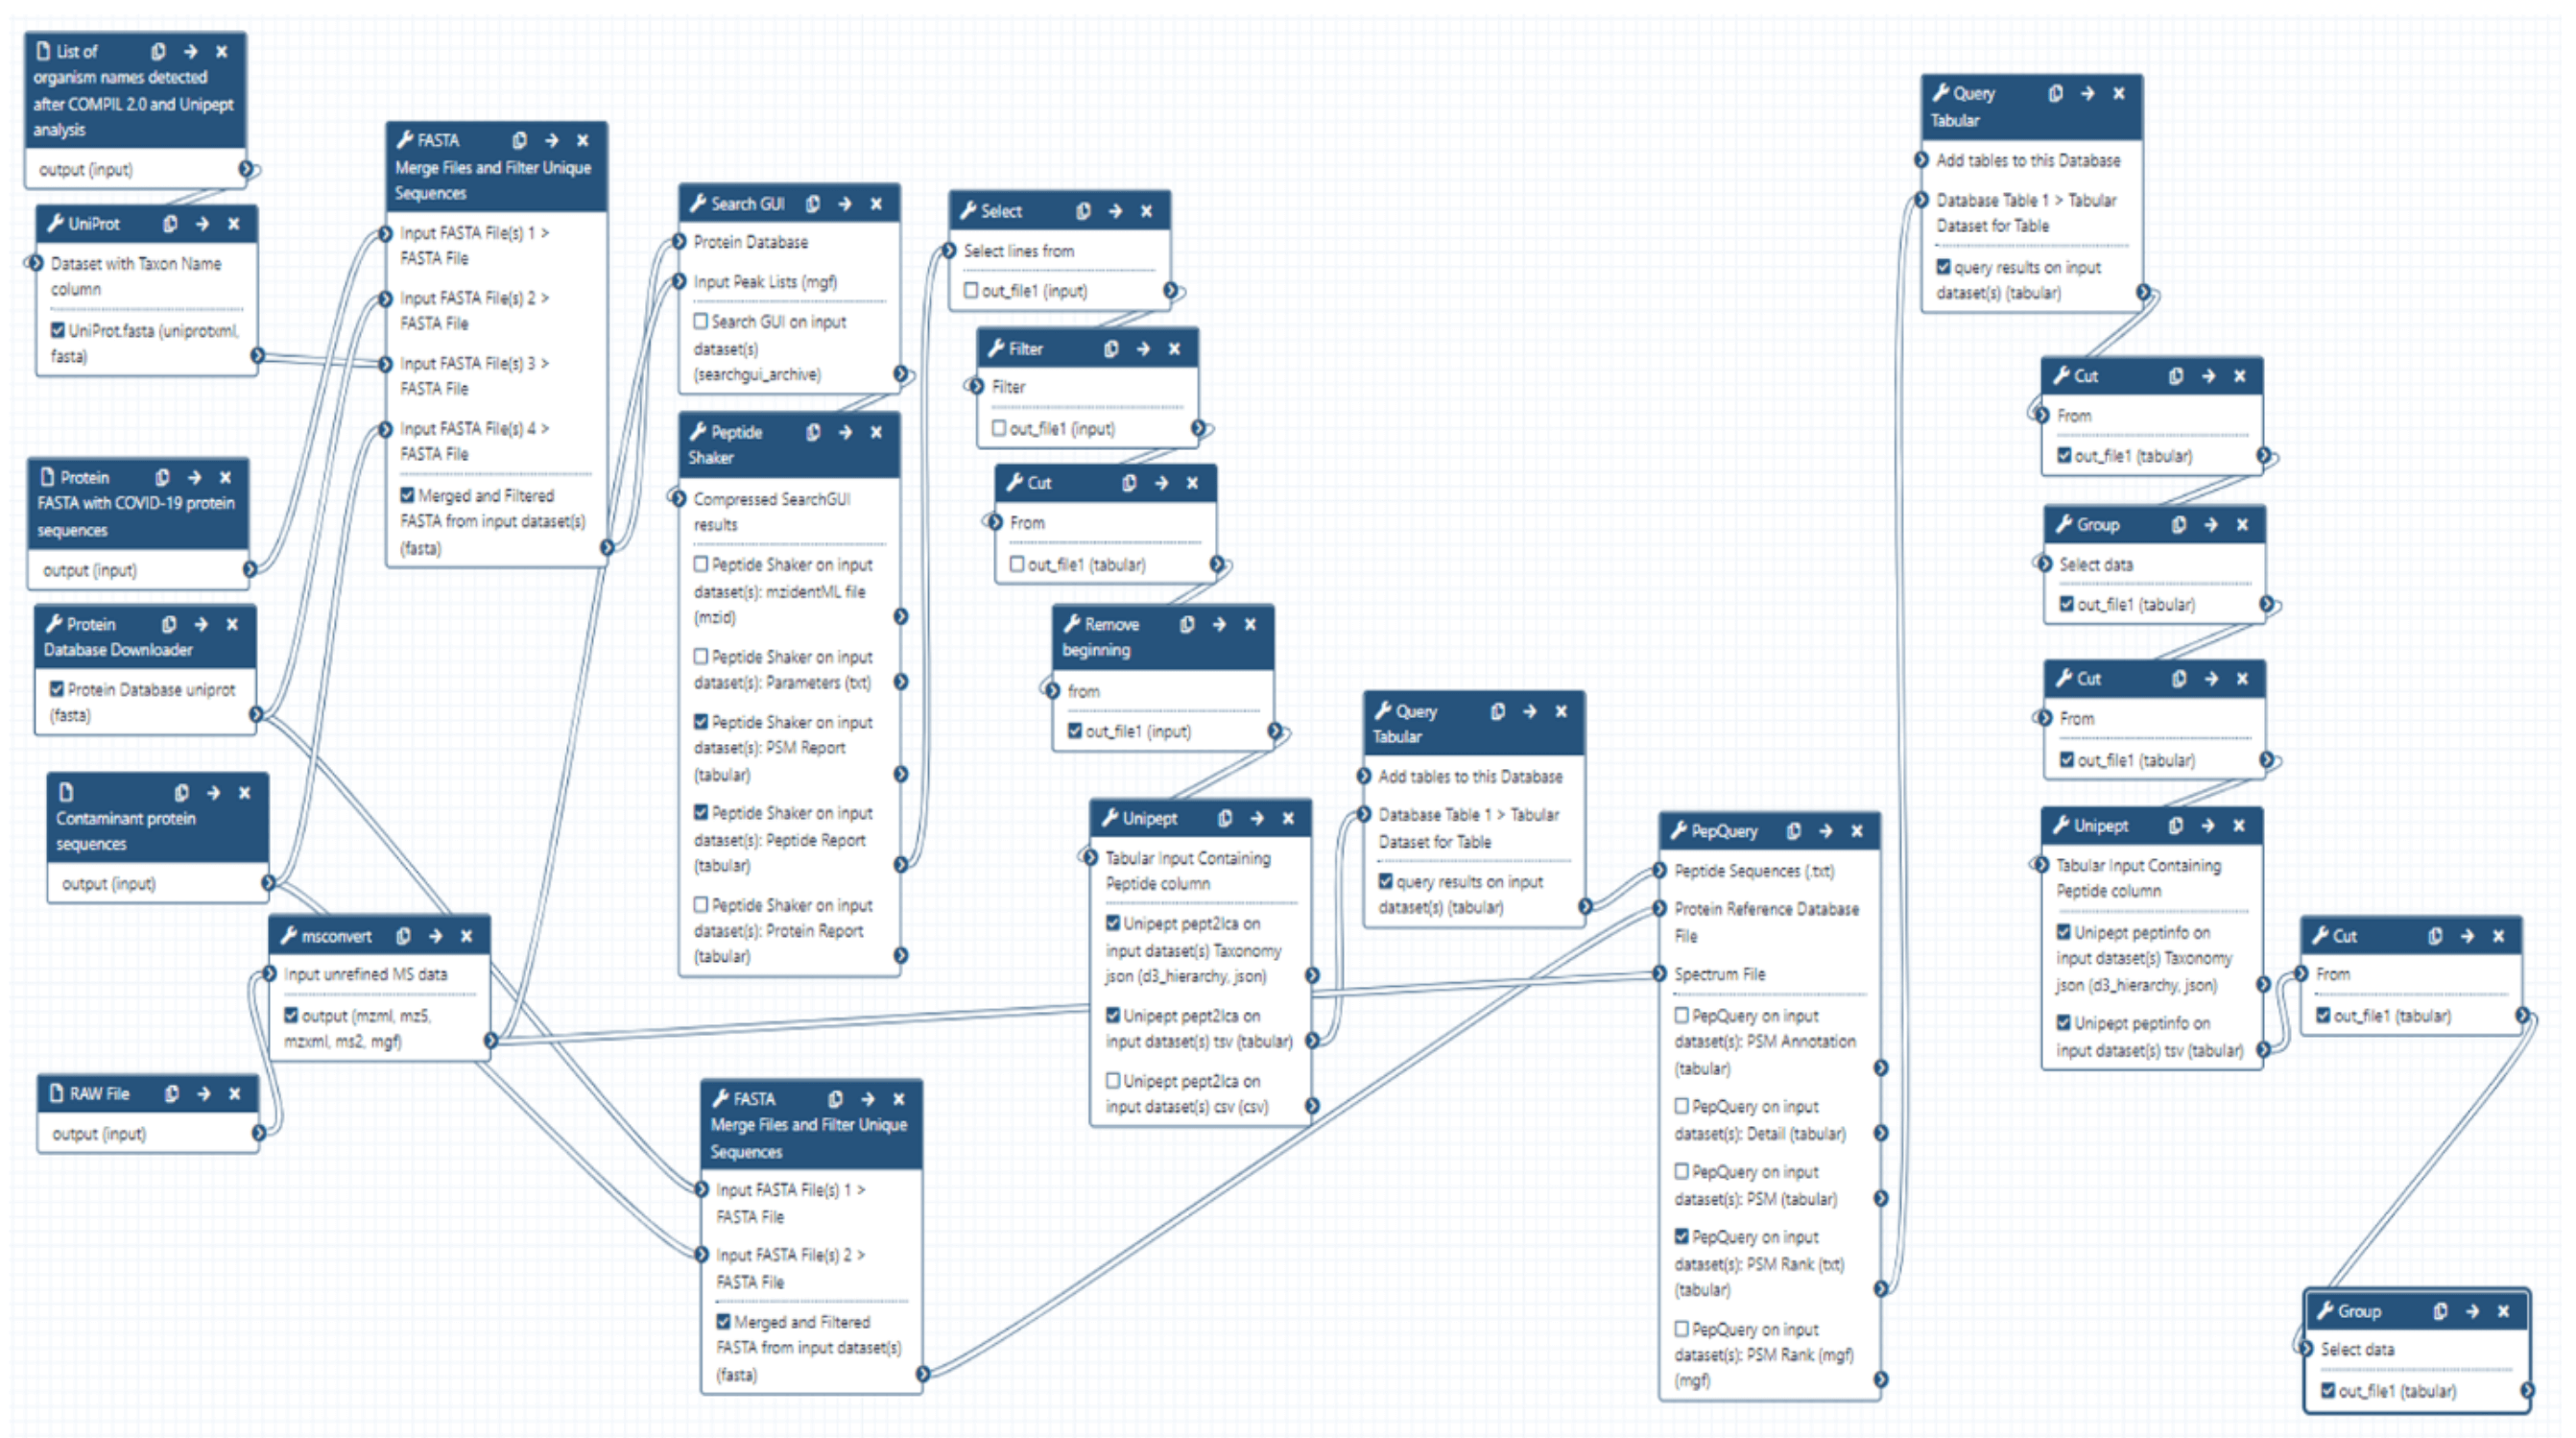 List of
organism names detected
after COMPIL 2.0 and Unipept
analysis
output (input)
UniProt
Dataset with Taxon Name
column
UniProt.fasta (uniprotxml,
fasta)
Protein
FASTA with COVID-19 protein
sequences
output (input)
Protein
Database Downloader
Protein Database uniprot
(fasta)
Contaminant protein
sequences
output (input)
msconvert
Input unrefined MS data
output (mzml, mz5,
mzxml, ms2, mgf)
RAW File
output (input)
FASTA
Merge Files and Filter Unique
Sequences
Input FASTA File(s) 1 >
FASTA File
Input FASTA File(s) 2 >
FASTA File
Input FASTA File(s) 3 >
FASTA File
Input FASTA File(s) 4 >
FASTA File
Merged and Filtered
FASTA from input dataset(s)
(fasta)
Search GUI
Protein Database
Input Peak Lists (mgf)
Search GUI on input
dataset(s)
(searchgui_archive)
Peptide
Shaker
Compressed SearchGUI
results
Peptide Shaker on input
dataset(s): mzidentML file
(mzid)
Peptide Shaker on input
dataset(s): Parameters (txt)
Peptide Shaker on input
dataset(s): PSM Report
(tabular)
Peptide Shaker on input
dataset(s): Peptide Report
(tabular)
Peptide Shaker on input
dataset(s): Protein Report
(tabular)
FASTA
Merge Files and Filter Unique
Sequences
Input FASTA File(s) 1 >
FASTA File
Input FASTA File(s) 2 >
FASTA File
Merged and Filtered
FASTA from input dataset(s)
(fasta)
Select
Select lines from
out_file1 (input)
Filter
Filter
out_file1 (input)
Cut
From
out_file1 (tabular)
Remove
beginning
from
out_file1 (input)
Unipept
Tabular Input Containing
Peptide column
Unipept pept2lca on
input dataset(s) Taxonomy
json (d3_hierarchy, json)
Unipept pept2lca on
input dataset(s) tsv (tabular)
Unipept pept2lca on
input dataset(s) csv (csv)
Query
Tabular
Add tables to this Database
Database Table 1 > Tabular
Dataset for Table
query results on input
dataset(s) (tabular)
PepQuery
Peptide Sequences (.txt)
Protein Reference Database
File
Spectrum File
PepQuery on input
dataset(s): PSM Annotation
(tabular)
PepQuery on input
dataset(s): Detail (tabular)
PepQuery on input
dataset(s): PSM (tabular)
PepQuery on input
dataset(s): PSM Rank (txt)
(tabular)
PepQuery on input
dataset(s): PSM Rank (mgf)
(mgf)
Query
Tabular
Add tables to this Database
Database Table 1 > Tabular
Dataset for Table
query results on input
dataset(s) (tabular)
Cut
From
out_file1 (tabular)
Group
Select data
out_file1 (tabular)
Cut
From
out_file1 (tabular)
Unipept
Tabular Input Containing
Peptide column
Unipept peptinfo on
input dataset(s) Taxonomy
json (d3_hierarchy, json)
Unipept peptinfo on
input dataset(s) tsv (tabular)
Cut
From
out_file1 (tabular)
Group
Select data
out_file1 (tabular)